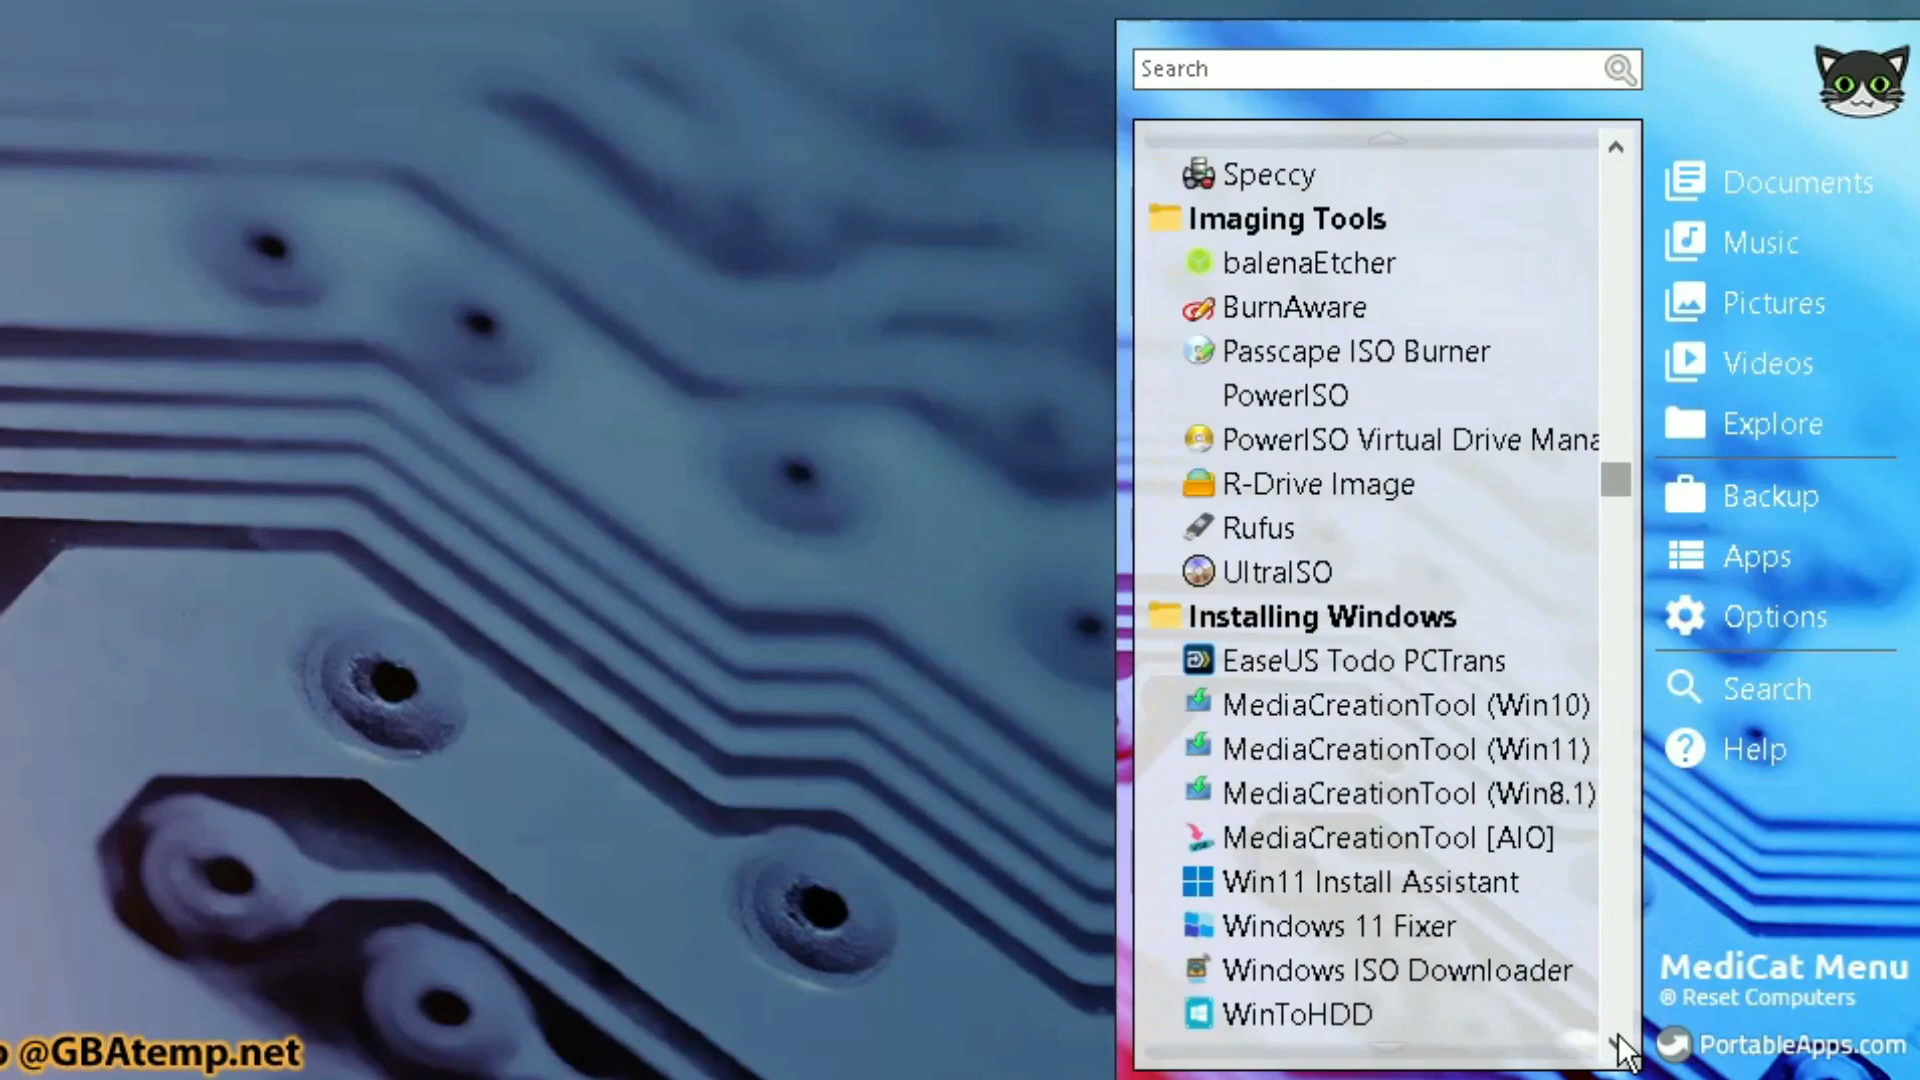 Search
Speccy
Imaging Tools
balenaEtcher
BurnAware
Passcape ISO Burner
PowerISO
PowerISO Virtual Drive Mana
R-Drive Image
Rufus
UltraISO
Installing Windows
EaseUS Todo PCTrans
MediaCreationTool (Win10)
MediaCreationTool (Win11)
MediaCreationTool (Win8.1)
MediaCreationTool [AIO]
Win11 Install Assistant
Windows 11 Fixer
Windows ISO Downloader
WinToHDD
Documents
Music
Pictures
Videos
Explore
Backup
Apps
Options
Search
Help
MediCat Menu
® Reset Computers
PortableApps.com
@GBAtemp.net